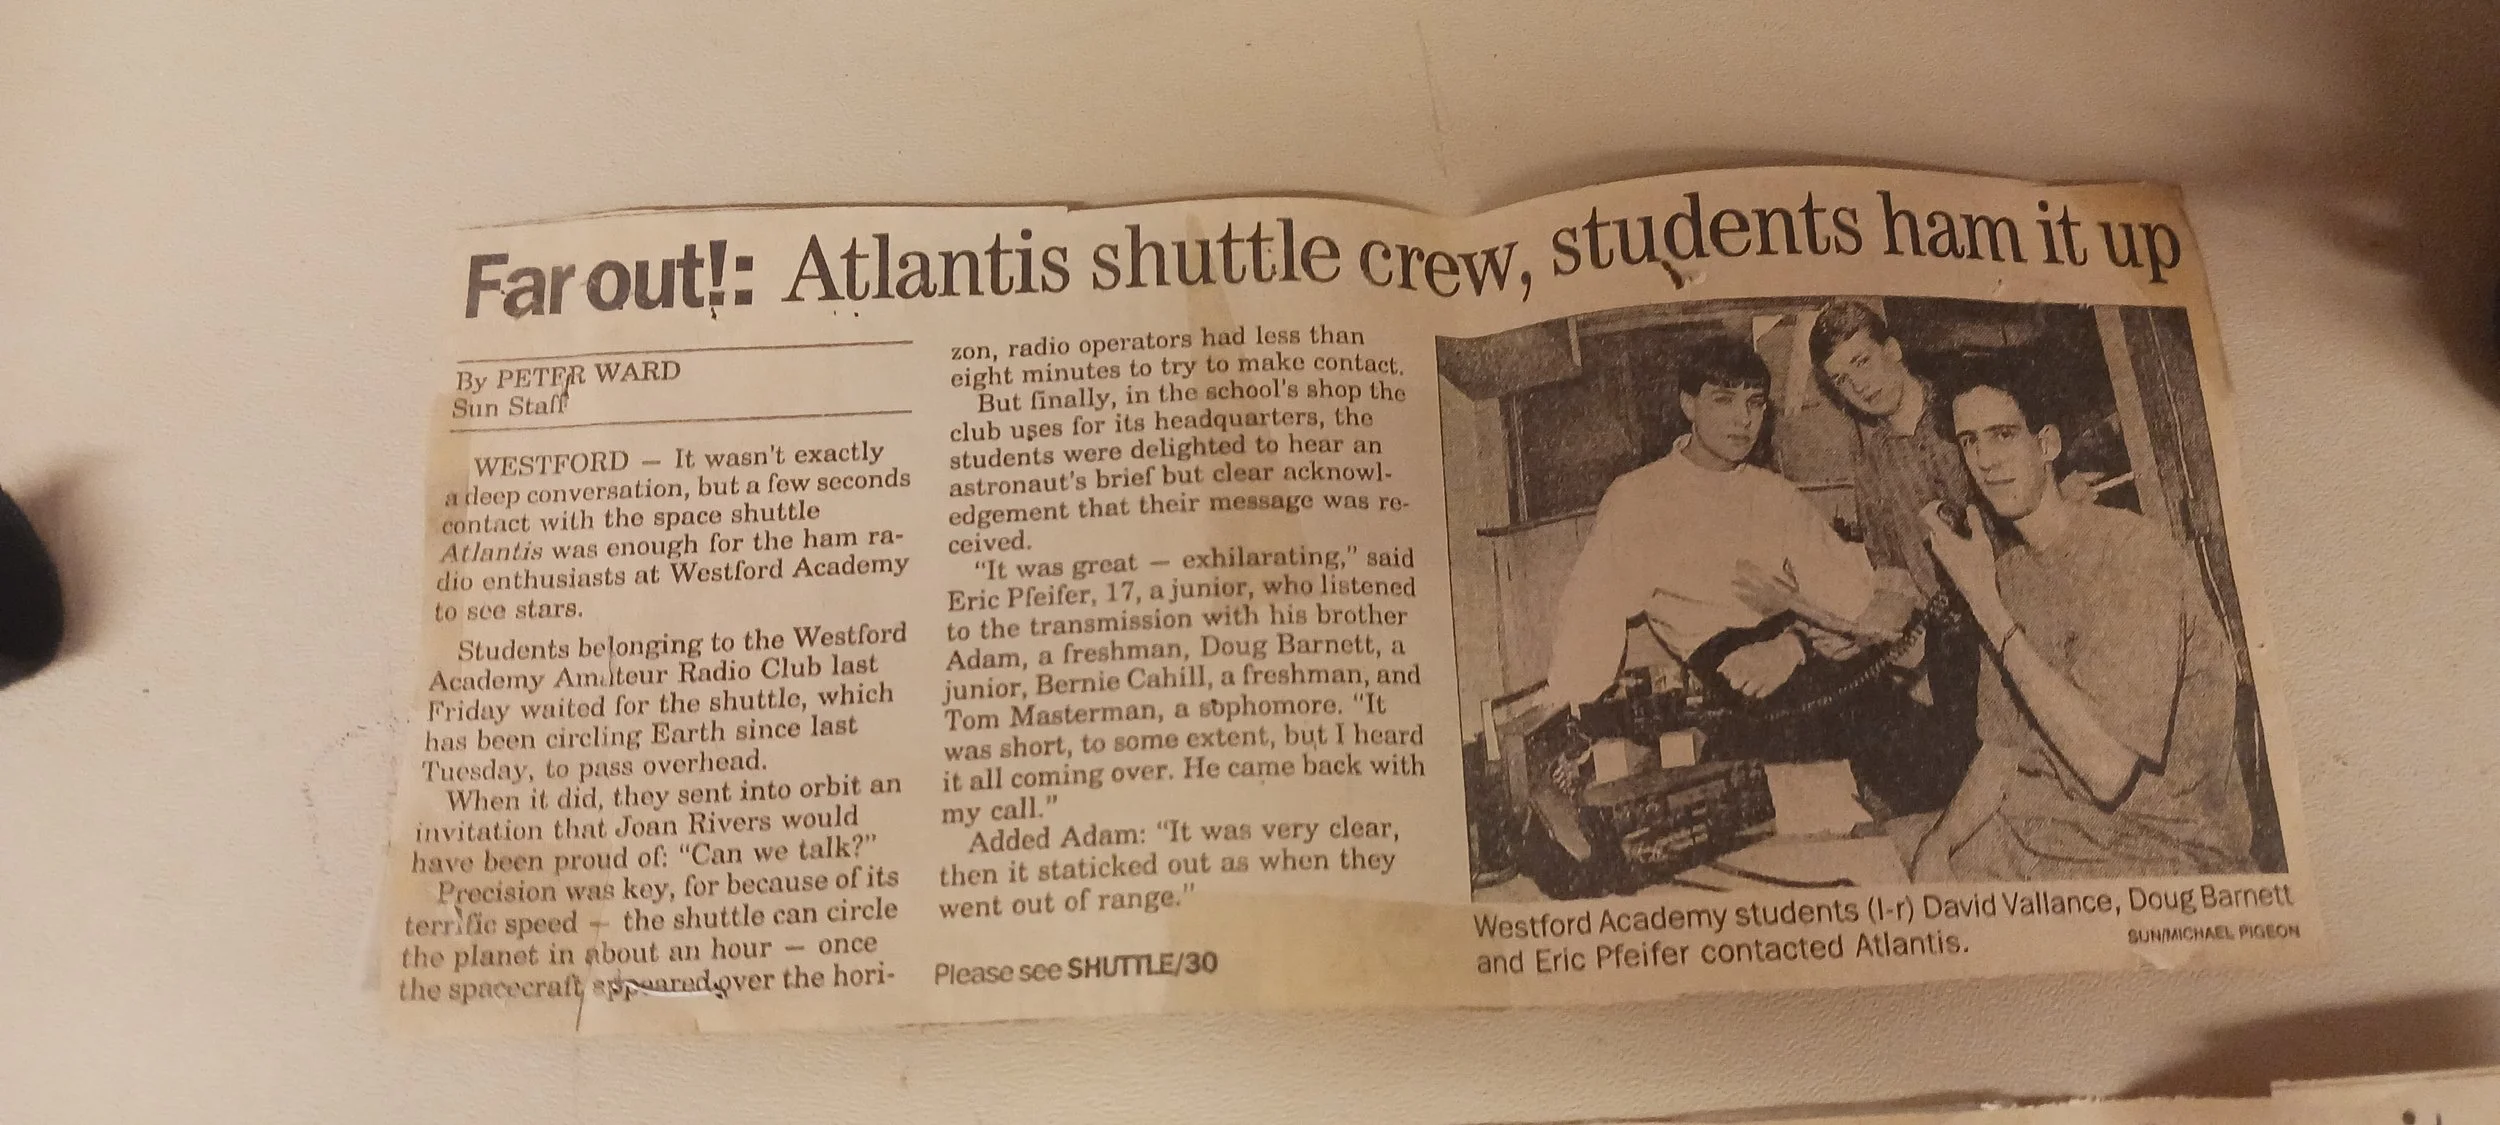 Far out!: Atlantis shuttle crew, students ham it up
By PETER WARD
Sun Staff
WESTFORD — It wasn't exactly
a deep conversation, but a few seconds
contact with the space shuttle
Atlantis was enough for the ham ra-
dio enthusiasts at Westford Academy
to see stars.
Students belonging to the Westford
Academy Amateur Radio Club last
Friday waited for the shuttle, which
has been circling Earth since last
Tuesday, to pass overhead.
When it did, they sent into orbit an
invitation that Joan Rivers would
have been proud of: “Can we talk?”
Precision was key, for because of its
terrific speed — the shuttle can circle
the planet in about an hour — once
the spacecraft appeared over the hori-
zon, radio operators had less than
eight minutes to try to make contact.
But finally, in the school's shop the
club uses for its headquarters, the
students were delighted to hear an
astronaut's brief but clear acknowl-
edgement that their message was re-
ceived.
“It was great — exhilarating,” said
Eric Pfeifer, 17, a junior, who listened
to the transmission with his brother
Adam, a freshman, Doug Barnett, a
junior, Bernie Cahill, a freshman, and
Tom Masterman, a sophomore. “It
was short, to some extent, but I heard
it all coming over. He came back with
my call.”
Added Adam: “It was very clear,
then it staticked out as when they
went out of range.”
Please see SHUTTLE/30
Westford Academy students (l-r) David Vallance, Doug Barnett
and Eric Pfeifer contacted Atlantis.
SUN/MICHAEL PIGEON